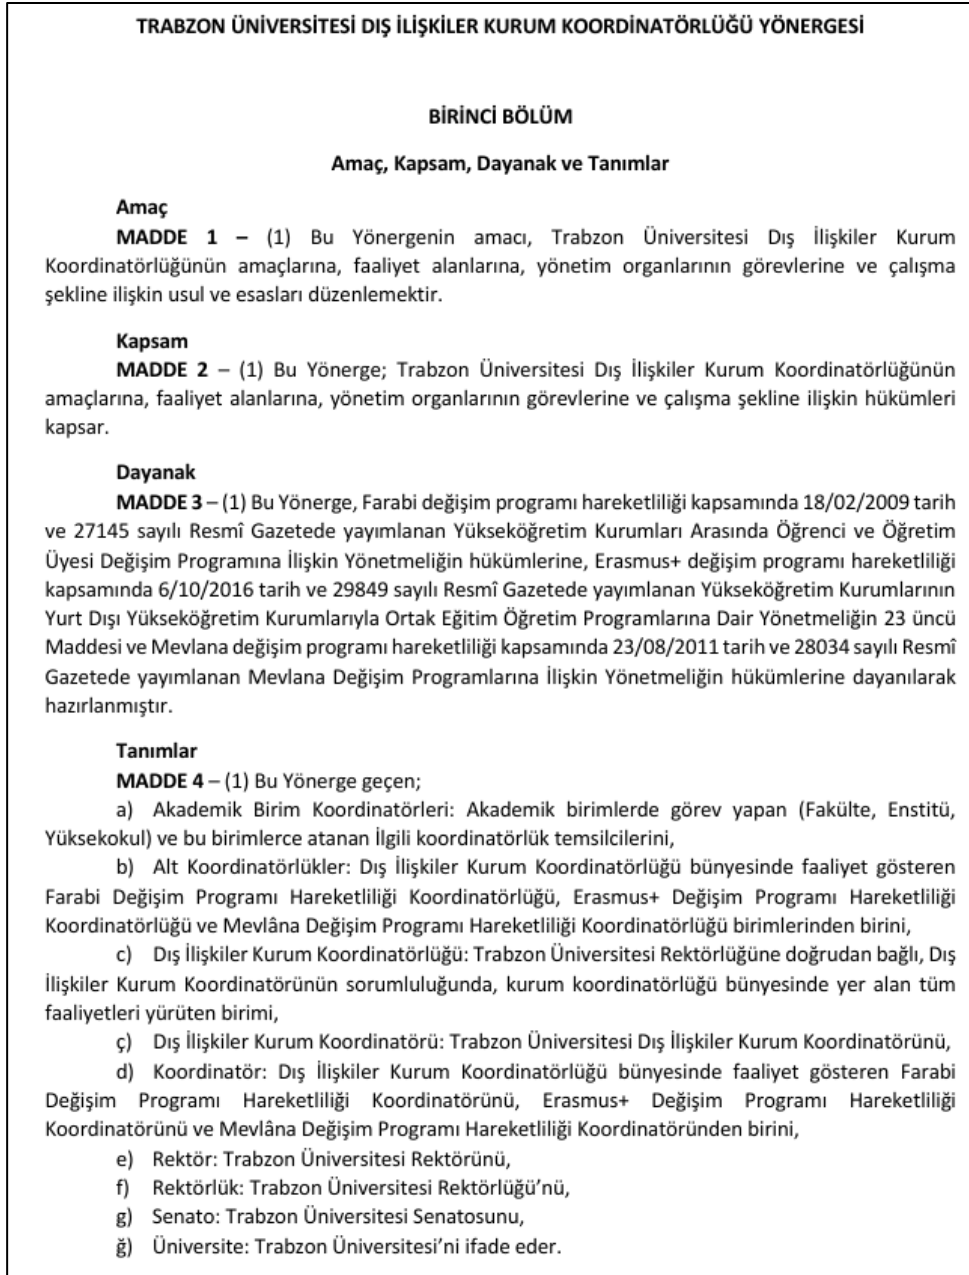 TRABZON ÜNİVERSİTESİ DIŞ İLİŞKİLER KURUM KOORDİNATÖRLÜĞÜ YÖNERGESİ
BİRİNCİ BÖLÜM
Amaç, Kapsam, Dayanak ve Tanımlar
Amaç
MADDE 1 – (1) Bu Yönergenin amacı, Trabzon Üniversitesi Dış İlişkiler Kurum
Koordinatörlüğünün amaçlarına, faaliyet alanlarına, yönetim organlarının görevlerine ve çalışma
şekline ilişkin usul ve esasları düzenlemektir.
Kapsam
MADDE 2 – (1) Bu Yönerge; Trabzon Üniversitesi Dış İlişkiler Kurum Koordinatörlüğünün
amaçlarına, faaliyet alanlarına, yönetim organlarının görevlerine ve çalışma şekline ilişkin hükümleri
kapsar.
Dayanak
MADDE 3 – (1) Bu Yönerge, Farabi değişim programı hareketliliği kapsamında 18/02/2009 tarih
ve 27145 sayılı Resmî Gazetede yayımlanan Yükseköğretim Kurumları Arasında Öğrenci ve Öğretim
Üyesi Değişim Programına İlişkin Yönetmeliğin hükümlerine, Erasmus+ değişim programı hareketliliği
kapsamında 6/10/2016 tarih ve 29849 sayılı Resmî Gazetede yayımlanan Yükseköğretim Kurumlarının
Yurt Dışı Yükseköğretim Kurumlarıyla Ortak Eğitim Öğretim Programlarına Dair Yönetmeliğin 23 üncü
Maddesi ve Mevlana değişim programı hareketliliği kapsamında 23/08/2011 tarih ve 28034 sayılı Resmî
Gazetede yayımlanan Mevlana Değişim Programlarına İlişkin Yönetmeliğin hükümlerine dayanılarak
hazırlanmıştır.
Tanımlar
MADDE 4 – (1) Bu Yönerge geçen;
a) Akademik Birim Koordinatörleri: Akademik birimlerde görev yapan (Fakülte, Enstitü,
Yüksekokul) ve bu birimlerce atanan İlgili koordinatörlük temsilcilerini,
b) Alt Koordinatörlükler: Dış İlişkiler Kurum Koordinatörlüğü bünyesinde faaliyet gösteren
Farabi Değişim Programı Hareketliliği Koordinatörlüğü, Erasmus+ Değişim Programı Hareketliliği
Koordinatörlüğü ve Mevlâna Değişim Programı Hareketliliği Koordinatörlüğü birimlerinden birini,
c) Dış İlişkiler Kurum Koordinatörlüğü: Trabzon Üniversitesi Rektörlüğüne doğrudan bağlı, Dış
İlişkiler Kurum Koordinatörünün sorumluluğunda, kurum koordinatörlüğü bünyesinde yer alan tüm
faaliyetleri yürüten birimi,
ç) Dış İlişkiler Kurum Koordinatörü: Trabzon Üniversitesi Dış İlişkiler Kurum Koordinatörünü,
d) Koordinatör: Dış İlişkiler Kurum Koordinatörlüğü bünyesinde faaliyet gösteren Farabi
Değişim Programı Hareketliliği Koordinatörünü, Erasmus+ Değişim Programı Hareketliliği
Koordinatörünü ve Mevlâna Değişim Programı Hareketliliği Koordinatöründen birini,
e) Rektör: Trabzon Üniversitesi Rektörünü,
f) Rektörlük: Trabzon Üniversitesi Rektörlüğü’nü,
g) Senato: Trabzon Üniversitesi Senatosunu,
ğ) Üniversite: Trabzon Üniversitesi’ni ifade eder.